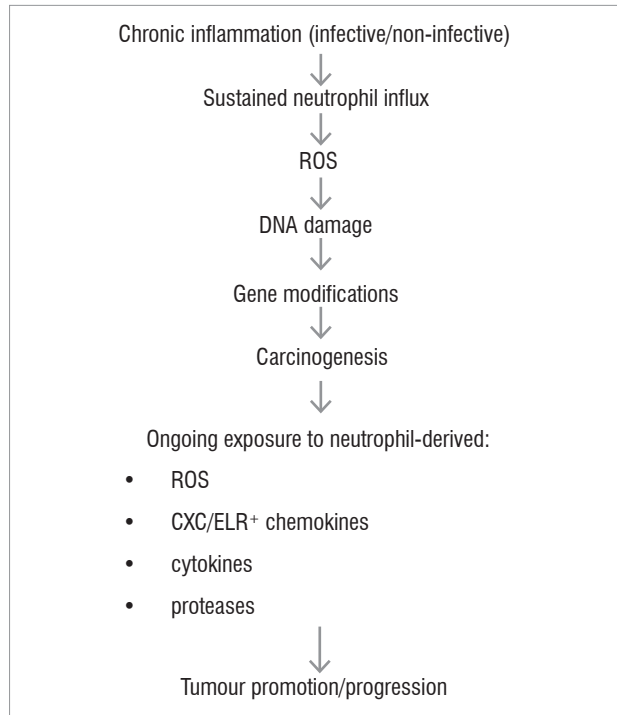 Chronic inflammation (infective/non-infective)
Sustained neutrophil influx
ROS
DNA damage
Gene modifications
Carcinogenesis
Ongoing exposure to neutrophil-derived:
• ROS
• CXC/ELR⁺ chemokines
• cytokines
• proteases
Tumour promotion/progression